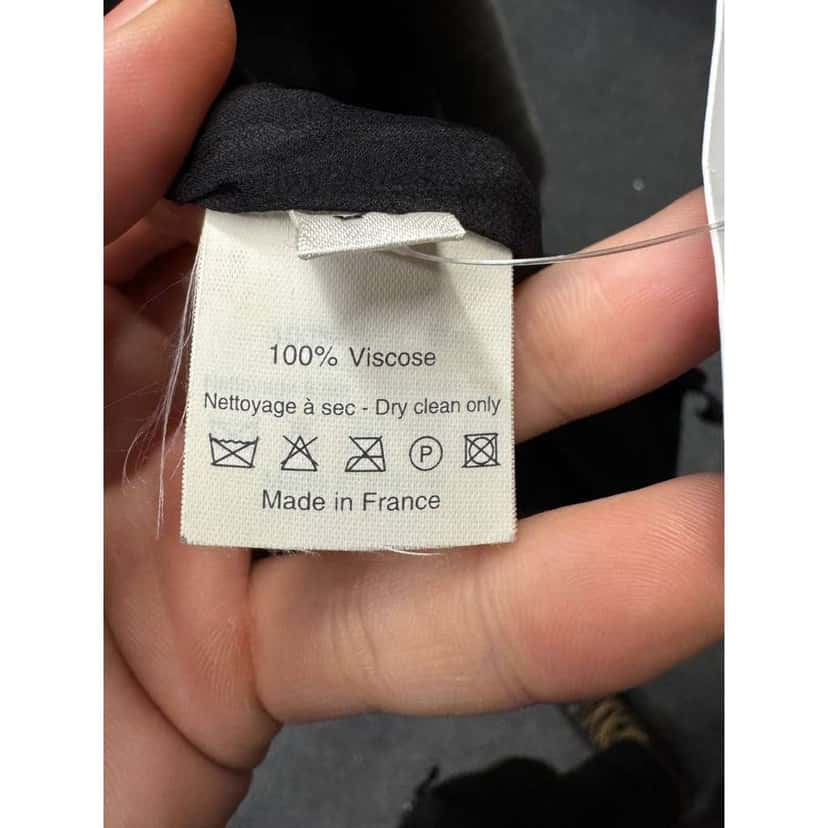 100% Viscose
Nettoyage à sec - Dry clean only
P
Made in France